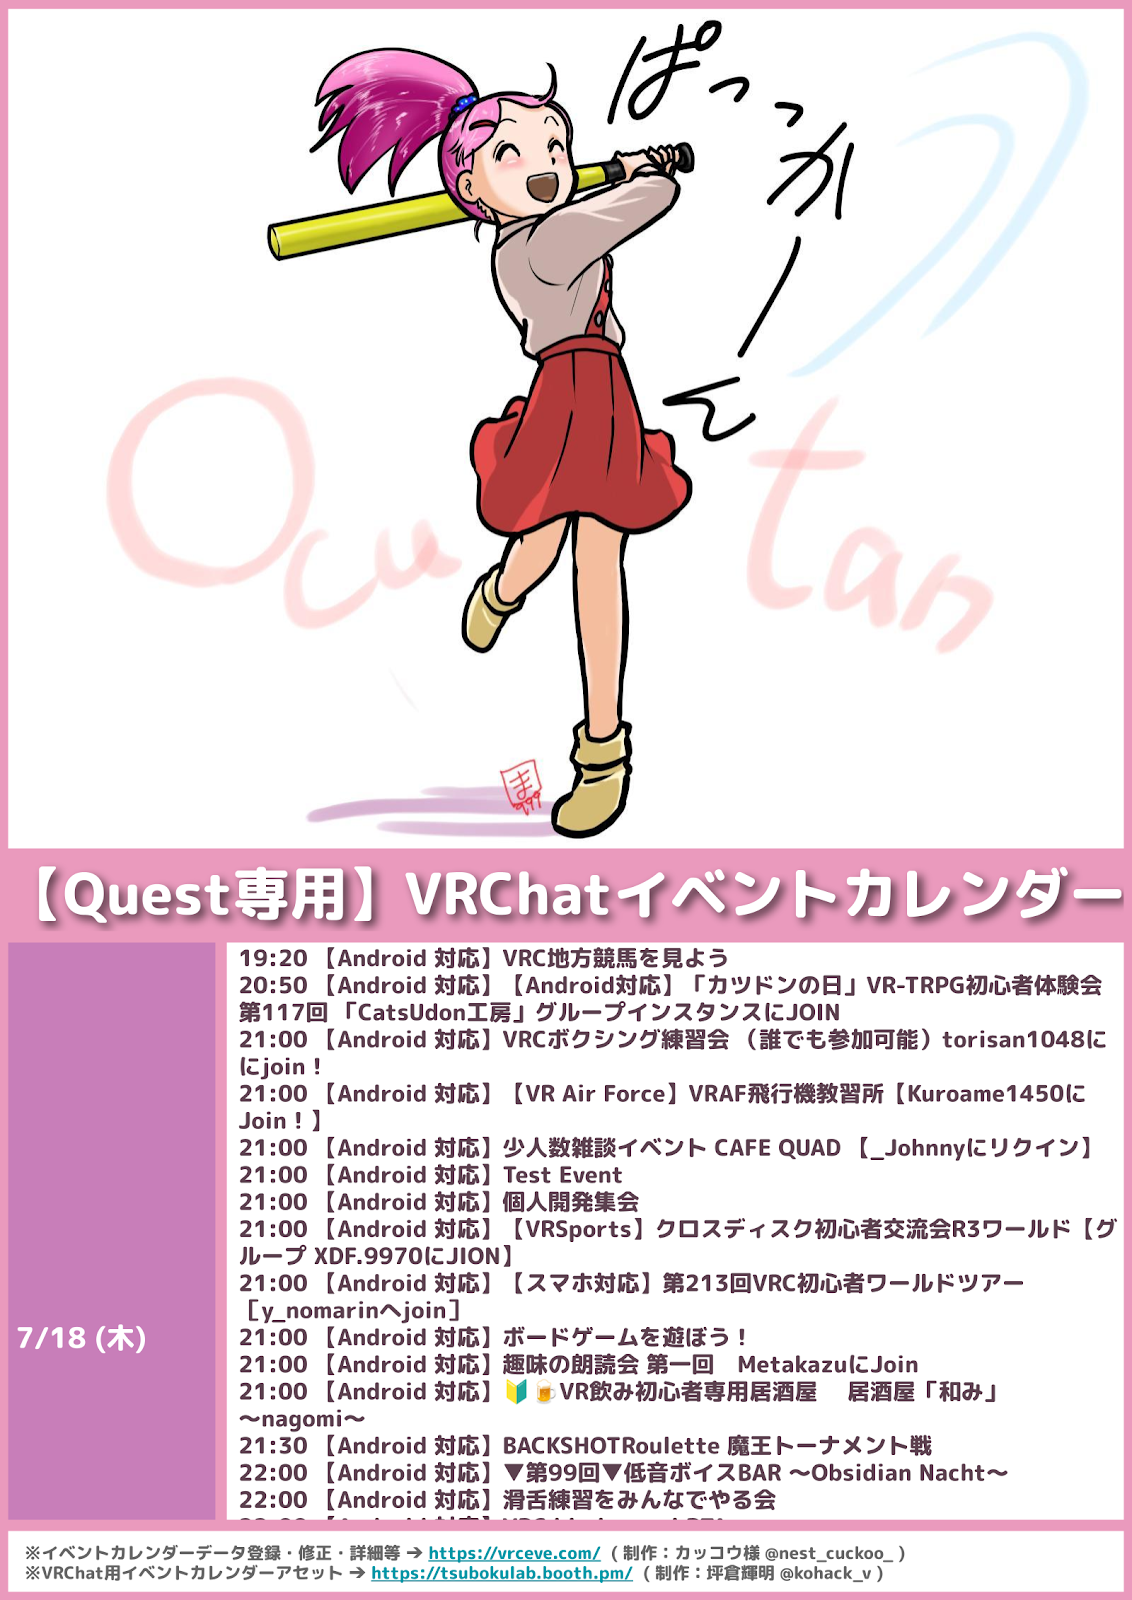 ぱっっかーん
Ocu tan
ま
999
【Quest専用】VRChatイベントカレンダー
7/18 (木)
19:20 【Android 対応】VRC地方競馬を見よう
20:50 【Android 対応】【Android対応】「カツドンの日」VR-TRPG初心者体験会
第117回 「CatsUdon工房」グループインスタンスにJOIN
21:00 【Android 対応】VRCボクシング練習会 （誰でも参加可能）torisan1048に
にjoin！
21:00 【Android 対応】【VR Air Force】VRAF飛行機教習所【Kuroame1450に
Join！】
21:00 【Android 対応】少人数雑談イベント CAFE QUAD 【_Johnnyにリクイン】
21:00 【Android 対応】Test Event
21:00 【Android 対応】個人開発集会
21:00 【Android 対応】【VRSports】クロスディスク初心者交流会R3ワールド【グ
ループ XDF.9970にJION】
21:00 【Android 対応】【スマホ対応】第213回VRC初心者ワールドツアー
［y_nomarinへjoin］
21:00 【Android 対応】ボードゲームを遊ぼう！
21:00 【Android 対応】趣味の朗読会 第一回　MetakazuにJoin
21:00 【Android 対応】🔰🍺VR飲み初心者専用居酒屋　 居酒屋「和み」
～nagomi～
21:30 【Android 対応】BACKSHOTRoulette 魔王トーナメント戦
22:00 【Android 対応】▼第99回▼低音ボイスBAR ～Obsidian Nacht～
22:00 【Android 対応】滑舌練習をみんなでやる会
※イベントカレンダーデータ登録・修正・詳細等 → https://vrceve.com/ （制作：カッコウ様 @nest_cuckoo_ ）
※VRChat用イベントカレンダーアセット → https://tsubokulab.booth.pm/ （制作：坪倉輝明 @kohack_v ）